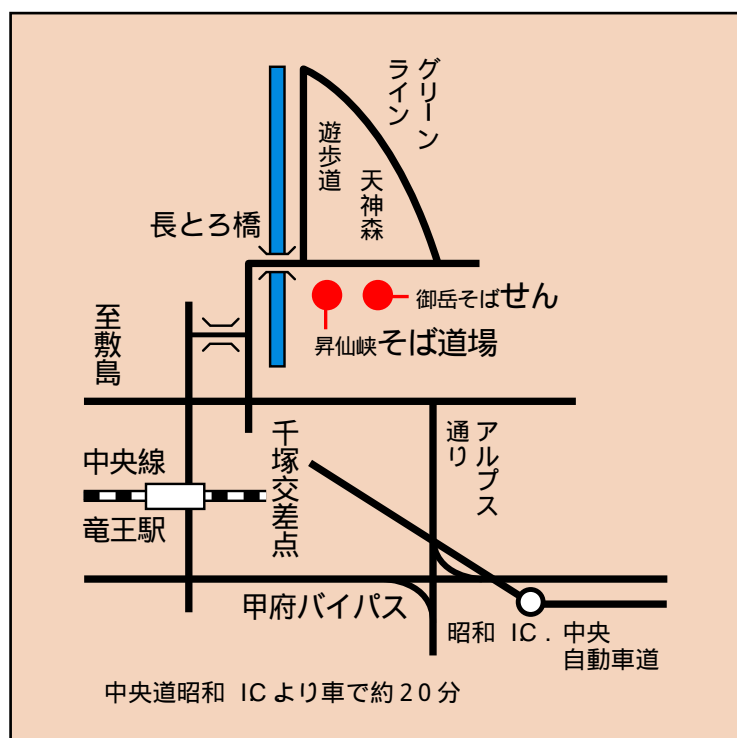 グリーン
ライン
遊歩道
天神森
長とろ橋
御岳そばせん
昇仙峡そば道場
至敷島
千塚交差点
アルプス
通り
中央線
竜王駅
甲府バイパス
昭和 I.C. 中央
自動車道
中央道昭和 ICより車で約20分